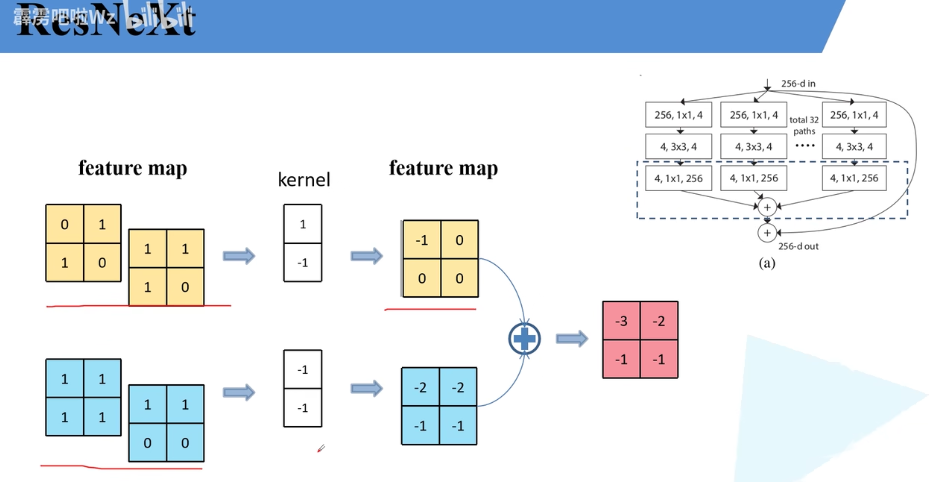 霹雳吧啦Wz bilibili
ResNeXt
256-d in
256, 1x1, 4
256, 1x1, 4
256, 1x1, 4
total 32
paths
4, 3x3, 4
4, 3x3, 4
....
4, 3x3, 4
4, 1x1, 256
4, 1x1, 256
4, 1x1, 256
+
+
256-d out
(a)
feature map
kernel
feature map
0 1
1 0
1 1
1 0
1
-1
-1 0
0 0
-3 -2
-1 -1
1 1
1 1
1 1
0 0
-1
-1
-2 -2
-1 -1